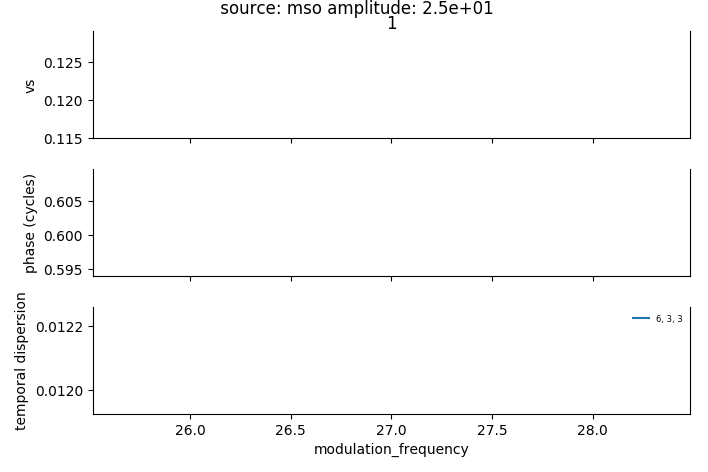 source: mso amplitude: 2.5e+01
1
0.125
0.120
0.115
vs
0.605
0.600
0.595
phase (cycles)
0.0122
0.0120
temporal dispersion
6, 3, 3
26.0 26.5 27.0 27.5 28.0
modulation_frequency